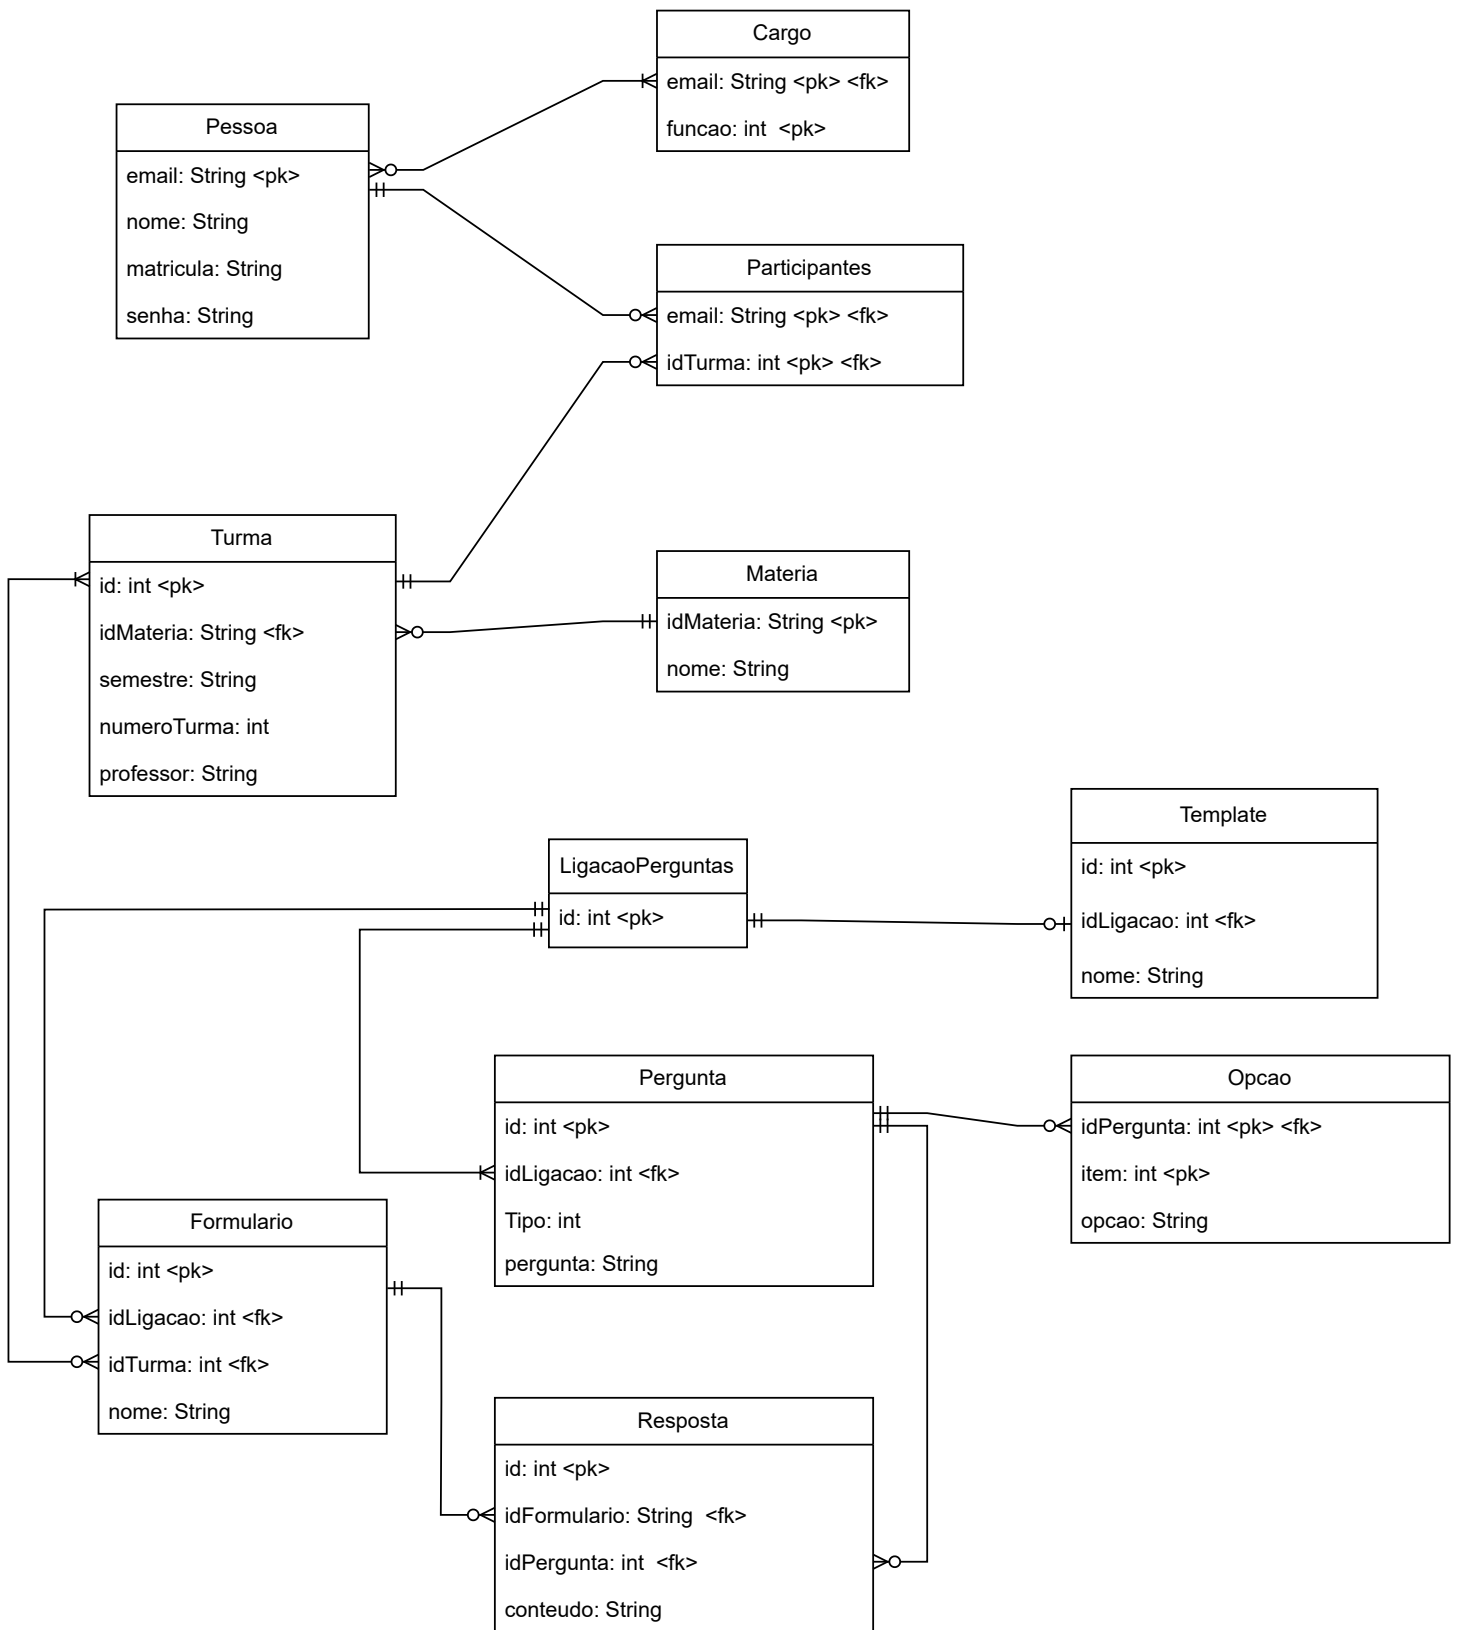 Cargo
email: String <pk> <fk>
funcao: int  <pk>
Pessoa
email: String <pk>
nome: String
matricula: String
senha: String
Participantes
email: String <pk> <fk>
idTurma: int <pk> <fk>
Turma
id: int <pk>
idMateria: String <fk>
semestre: String
numeroTurma: int
professor: String
Materia
idMateria: String <pk>
nome: String
Template
id: int <pk>
idLigacao: int <fk>
nome: String
LigacaoPerguntas
id: int <pk>
Pergunta
id: int <pk>
idLigacao: int <fk>
Tipo: int
pergunta: String
Opcao
idPergunta: int <pk> <fk>
item: int <pk>
opcao: String
Formulario
id: int <pk>
idLigacao: int <fk>
idTurma: int <fk>
nome: String
Resposta
id: int <pk>
idFormulario: String  <fk>
idPergunta: int  <fk>
conteudo: String